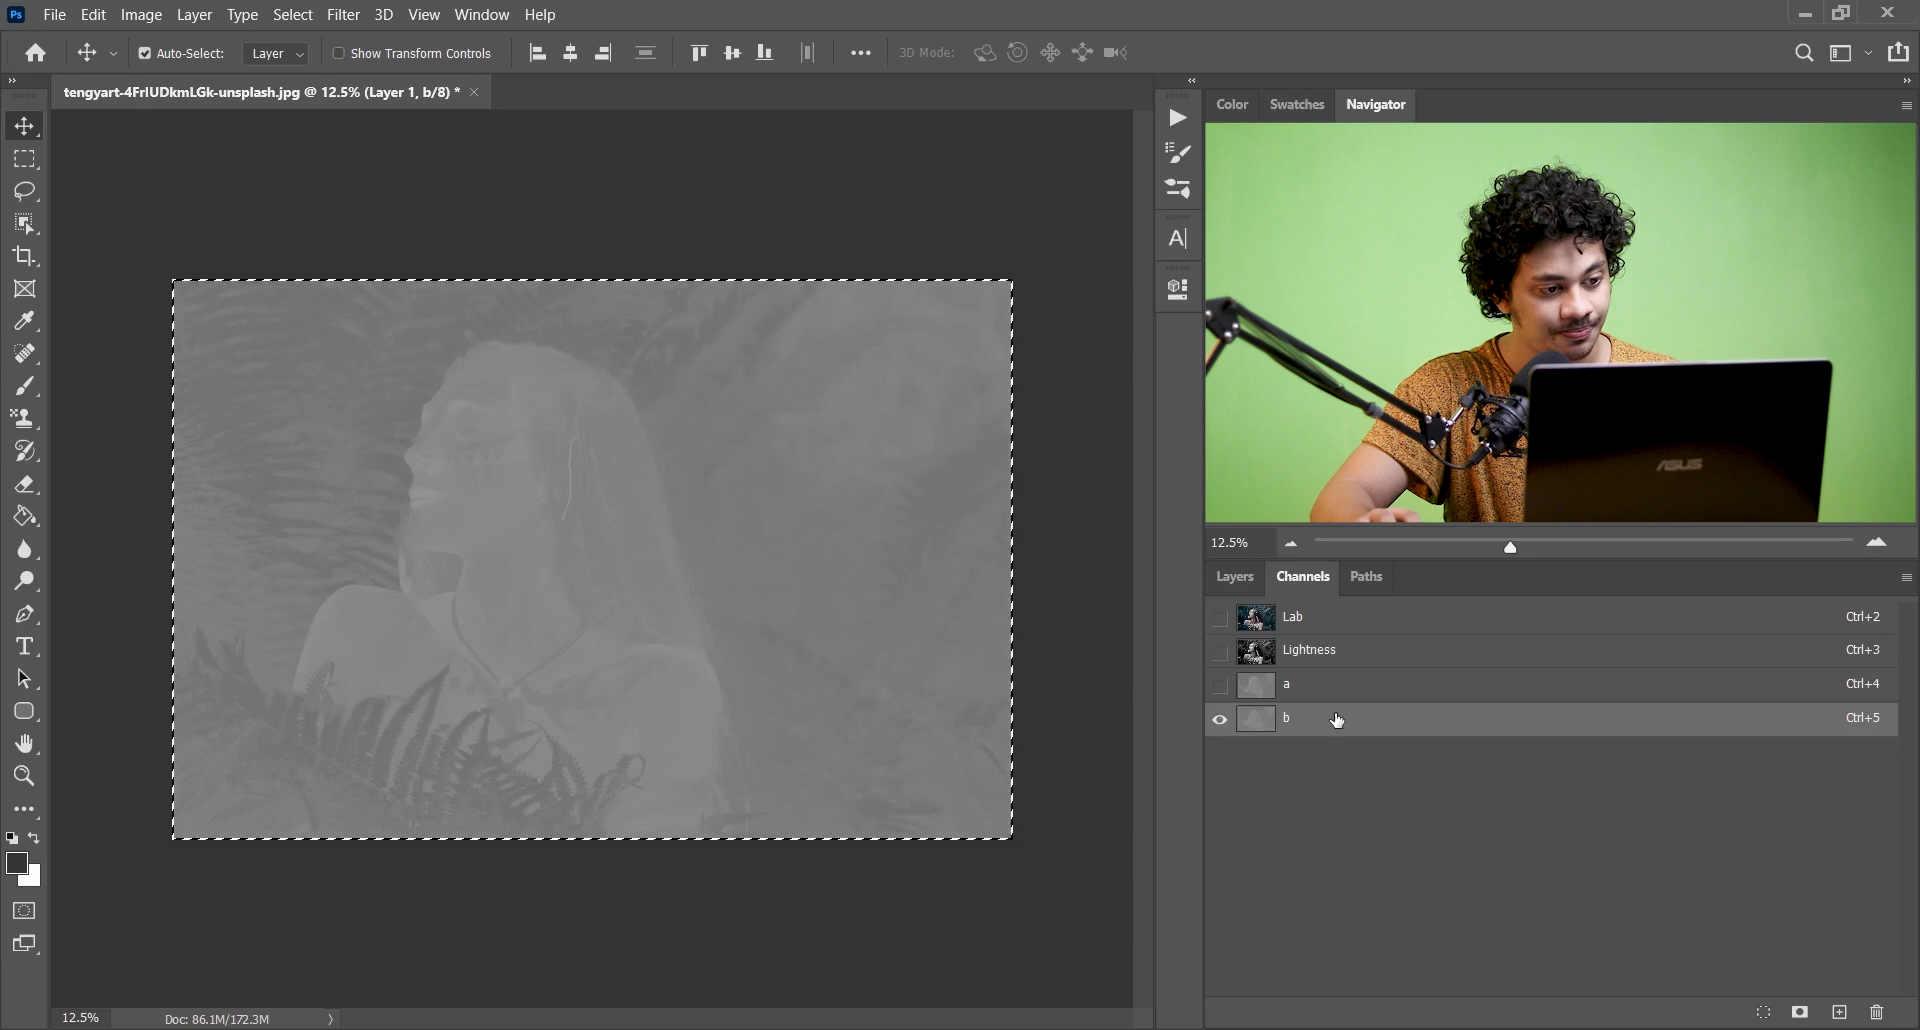 Ps File Edit Image Layer Type Select Filter 3D View Window Help
Auto-Select: Layer Show Transform Controls 3D Mode:
tengyart-4FrlUDkmLGk-unsplash.jpg @ 12.5% (Layer 1, b/8) *
Color Swatches Navigator
ASUS
12.5%
Layers Channels Paths
Lab Ctrl+2
Lightness Ctrl+3
a Ctrl+4
b Ctrl+5
12.5% Doc: 86.1M/172.3M